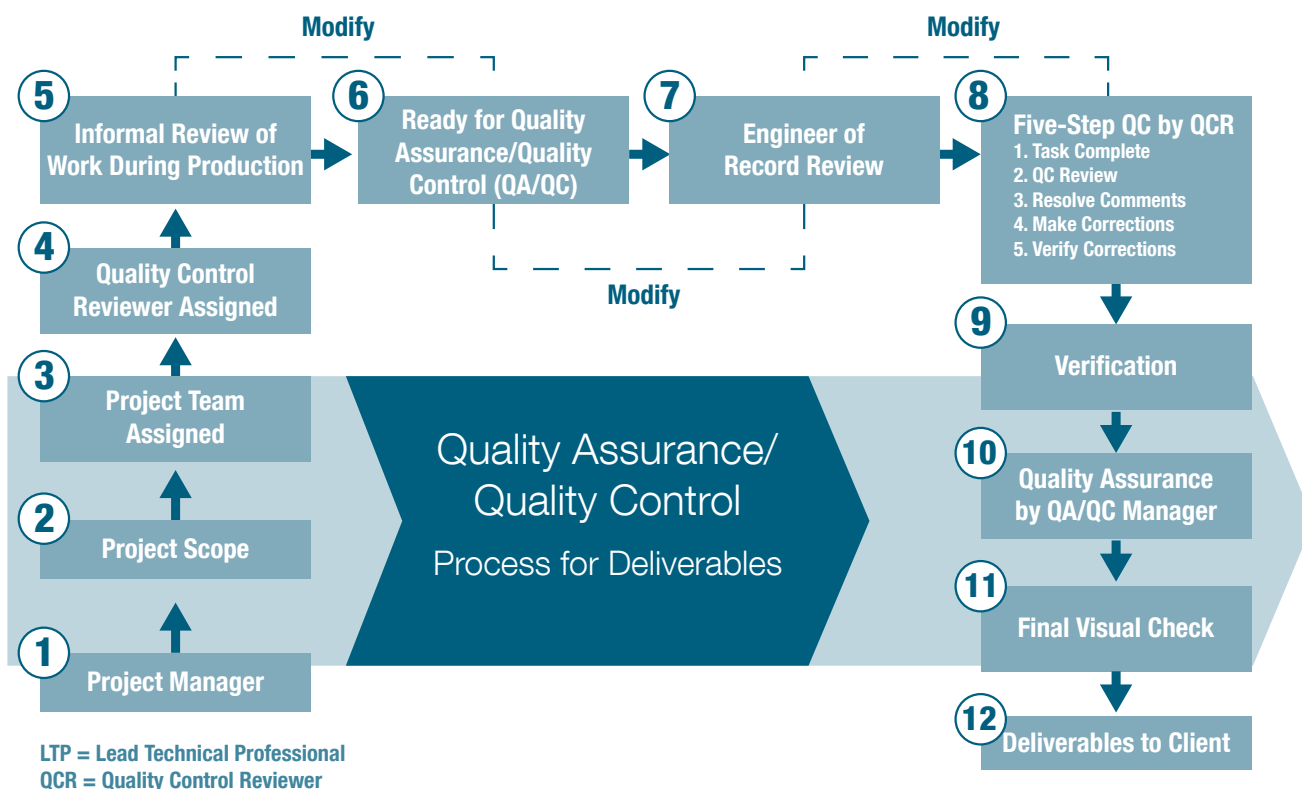 Modify
Modify
5
Informal Review of
Work During Production
6
Ready for Quality
Assurance/Quality
Control (QA/QC)
7
Engineer of
Record Review
8
Five-Step QC by QCR
1. Task Complete
2. QC Review
3. Resolve Comments
4. Make Corrections
5. Verify Corrections
Modify
4
Quality Control
Reviewer Assigned
3
Project Team
Assigned
2
Project Scope
1
Project Manager
Quality Assurance/
Quality Control
Process for Deliverables
9
Verification
10
Quality Assurance
by QA/QC Manager
11
Final Visual Check
12
Deliverables to Client
LTP = Lead Technical Professional
QCR = Quality Control Reviewer